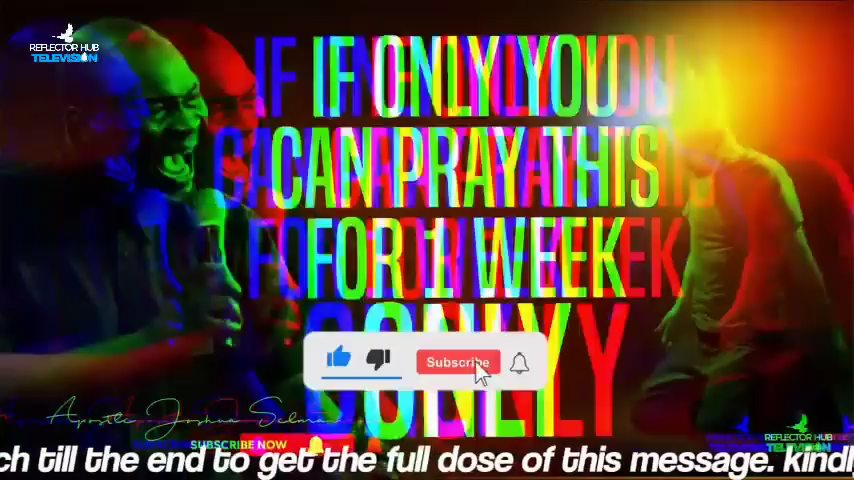 REFLECTOR HUB
TELEVISION
IF ONLY YOU
CAN PRAY THIS
FOR 1 WEEK
ONLY
Subscribe
Apostle Joshua Selman
SUBSCRIBE NOW
REFLECTOR HUB
TELEVISION
ch till the end to get the full dose of this message. kindly